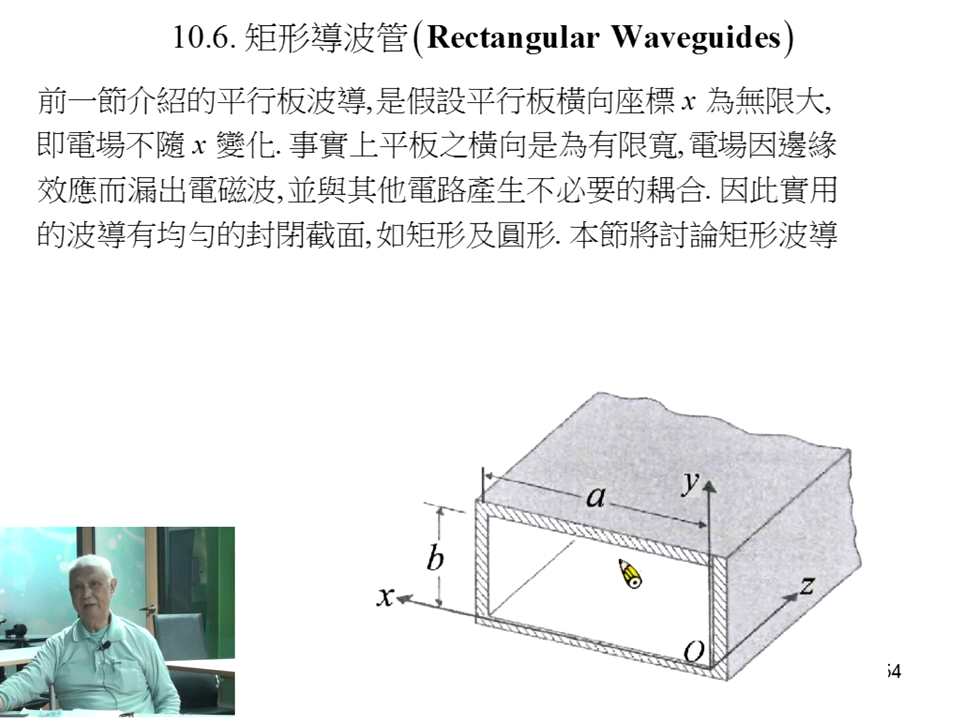 10.6. 矩形導波管(Rectangular Waveguides)
前一節介紹的平行板波導,是假設平行板橫向座標 x 為無限大,
即電場不隨 x 變化. 事實上平板之橫向是為有限寬,電場因邊緣
效應而漏出電磁波,並與其他電路產生不必要的耦合. 因此實用
的波導有均勻的封閉截面,如矩形及圓形. 本節將討論矩形波導
y
a
b
x
z
O
54